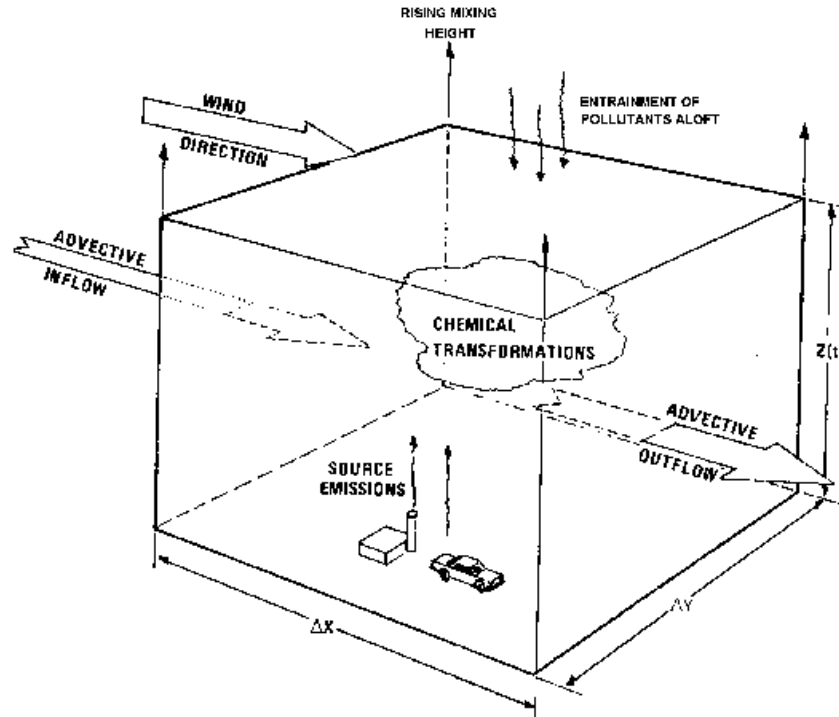 RISING MIXING
HEIGHT
ENTRAINMENT OF
POLLUTANTS ALOFT
WIND
DIRECTION
ADVECTIVE
INFLOW
CHEMICAL
TRANSFORMATIONS
Z(t
ADVECTIVE
OUTFLOW
SOURCE
EMISSIONS
ΔY
ΔX